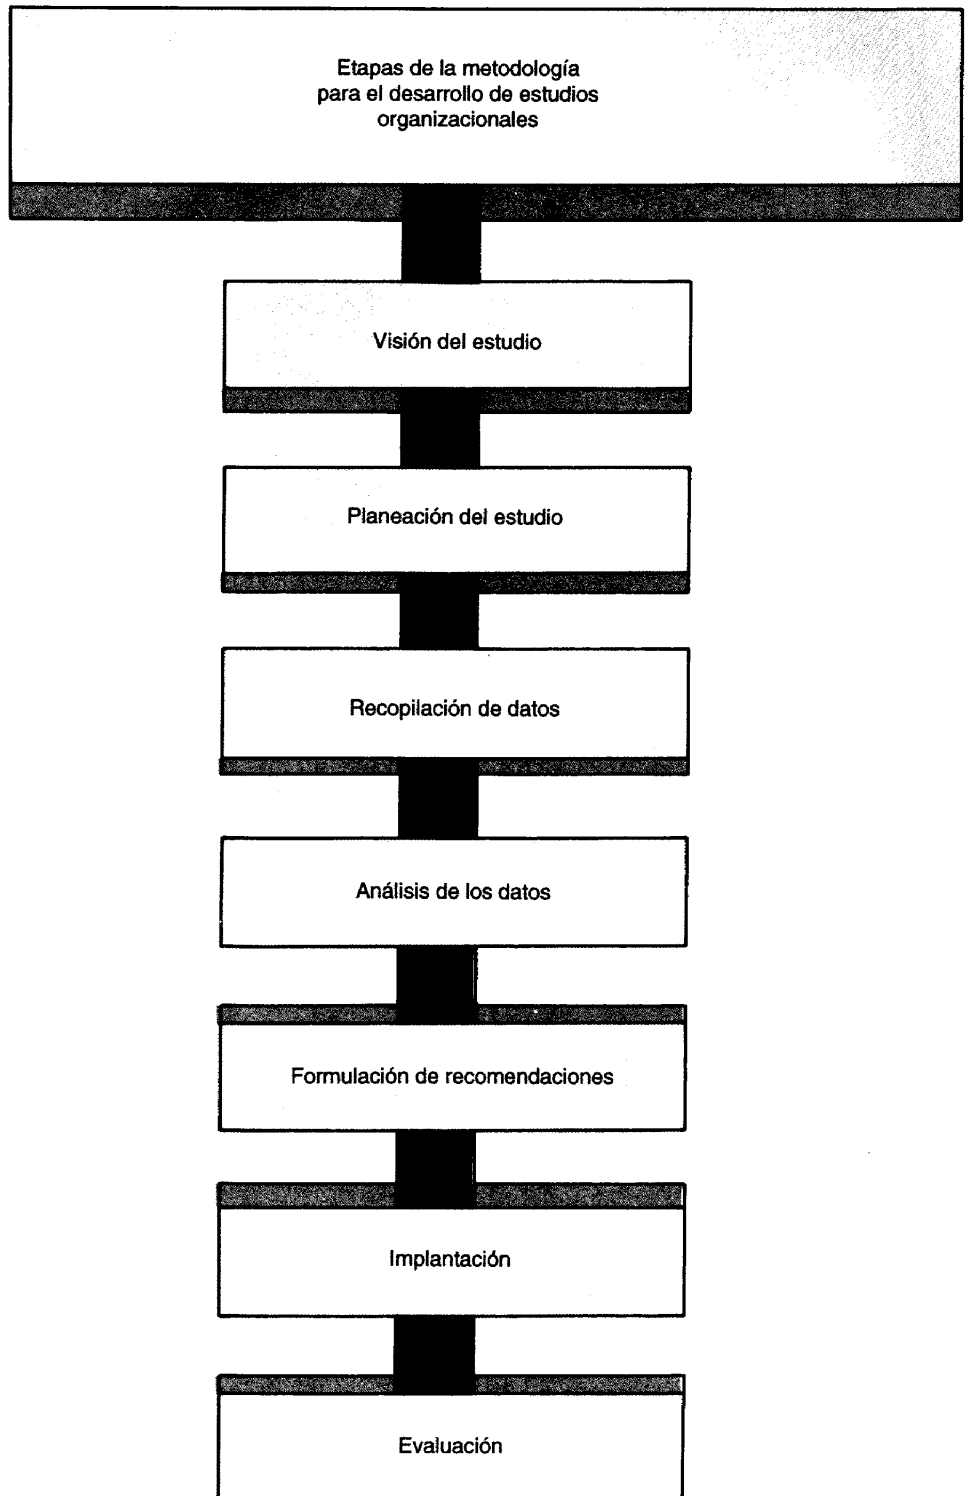 Etapas de la metodología
para el desarrollo de estudios
organizacionales
Visión del estudio
Planeación del estudio
Recopilación de datos
Análisis de los datos
Formulación de recomendaciones
Implantación
Evaluación